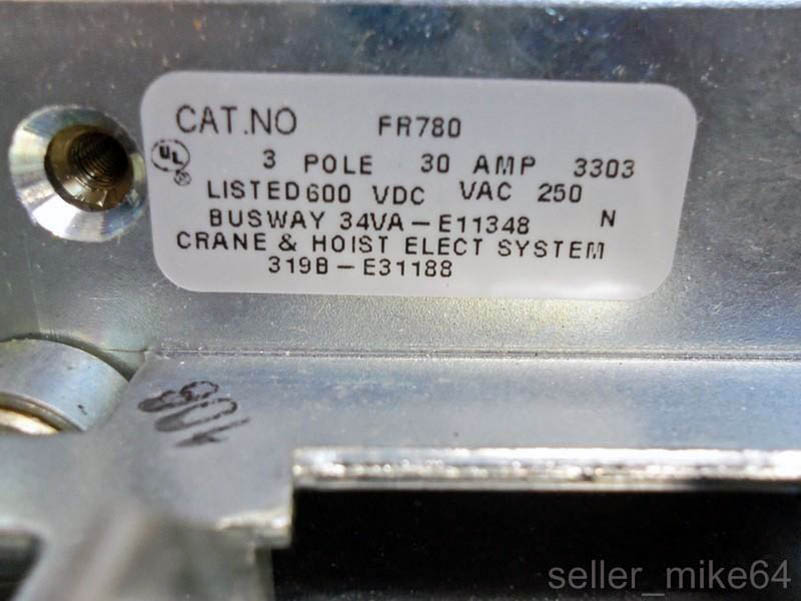 CAT.NO FR780
UL
3 POLE 30 AMP 3303
®
LISTED 600 VDC VAC 250
BUSWAY 34VA-E11348 N
CRANE & HOIST ELECT SYSTEM
319B-E31188
seller_mike64